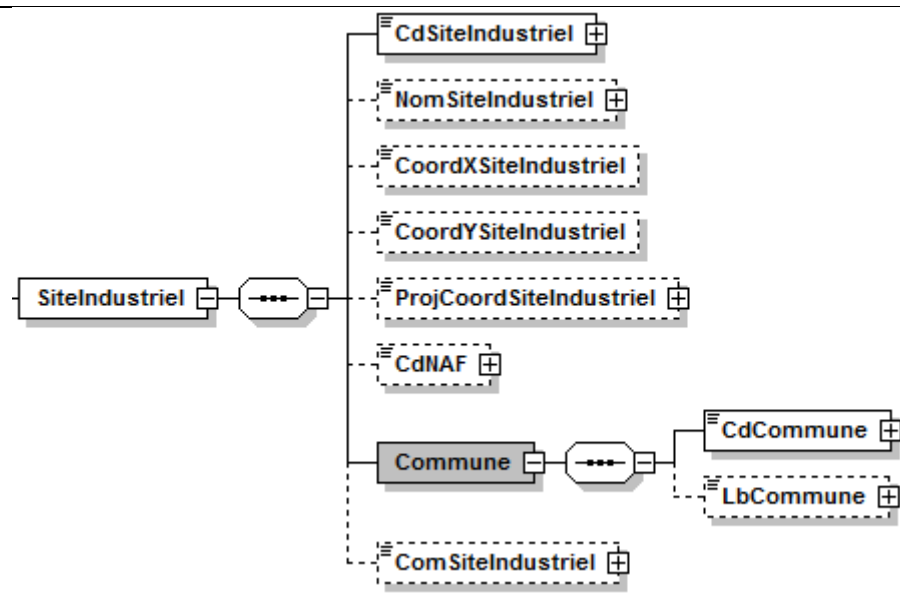 CdSiteIndustriel
NomSiteIndustriel
CoordXSiteIndustriel
CoordYSiteIndustriel
SiteIndustriel
ProjCoordSiteIndustriel
CdNAF
CdCommune
Commune
LbCommune
ComSiteIndustriel